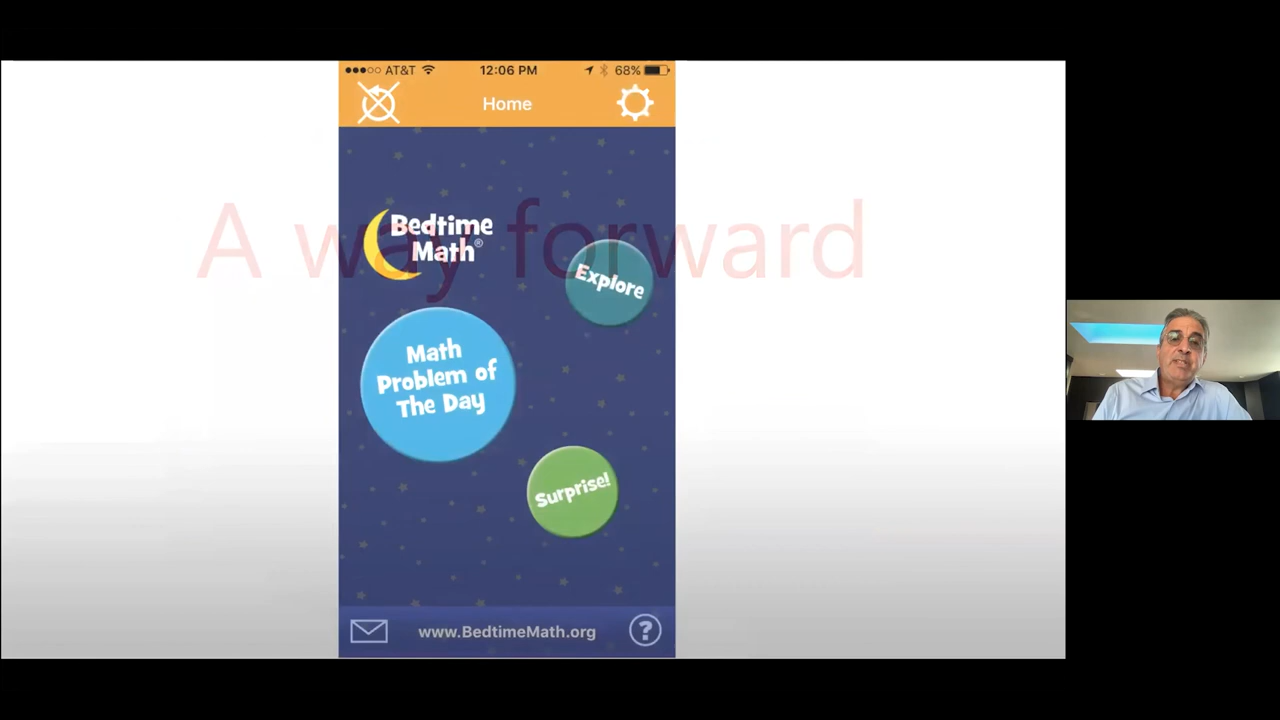 AT&T 12:06 PM 68%
Home
A way forward
Bedtime
Math®
Explore
Math
Problem of
The Day
Surprise!
www.BedtimeMath.org ?